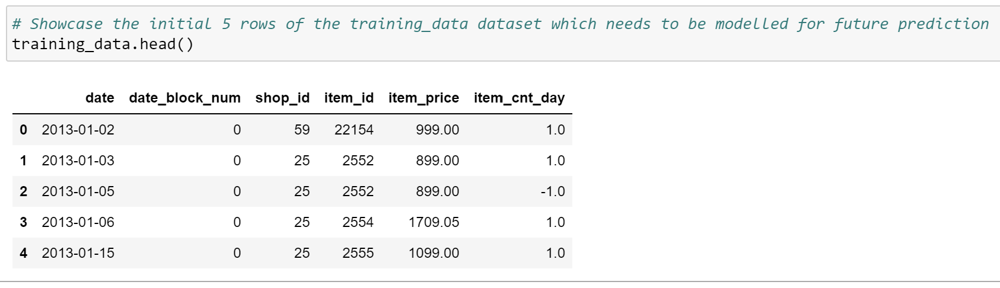 # Showcase the initial 5 rows of the training_data dataset which needs to be modelled for future prediction
training_data.head()
date date_block_num shop_id item_id item_price item_cnt_day
0 2013-01-02 0 59 22154 999.00 1.0
1 2013-01-03 0 25 2552 899.00 1.0
2 2013-01-05 0 25 2552 899.00 -1.0
3 2013-01-06 0 25 2554 1709.05 1.0
4 2013-01-15 0 25 2555 1099.00 1.0